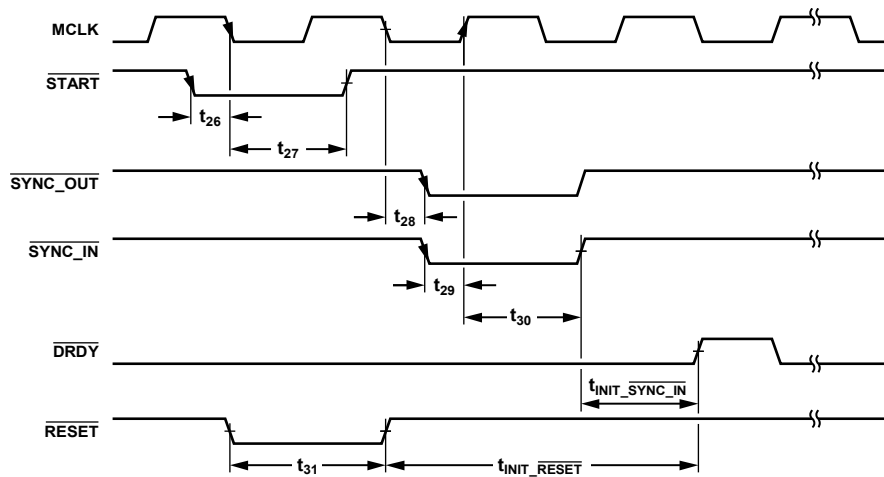 MCLK
START
t26
t27
SYNC_OUT
t28
SYNC_IN
t29
t30
DRDY
tINIT_SYNC_IN
RESET
t31
tINIT_RESET